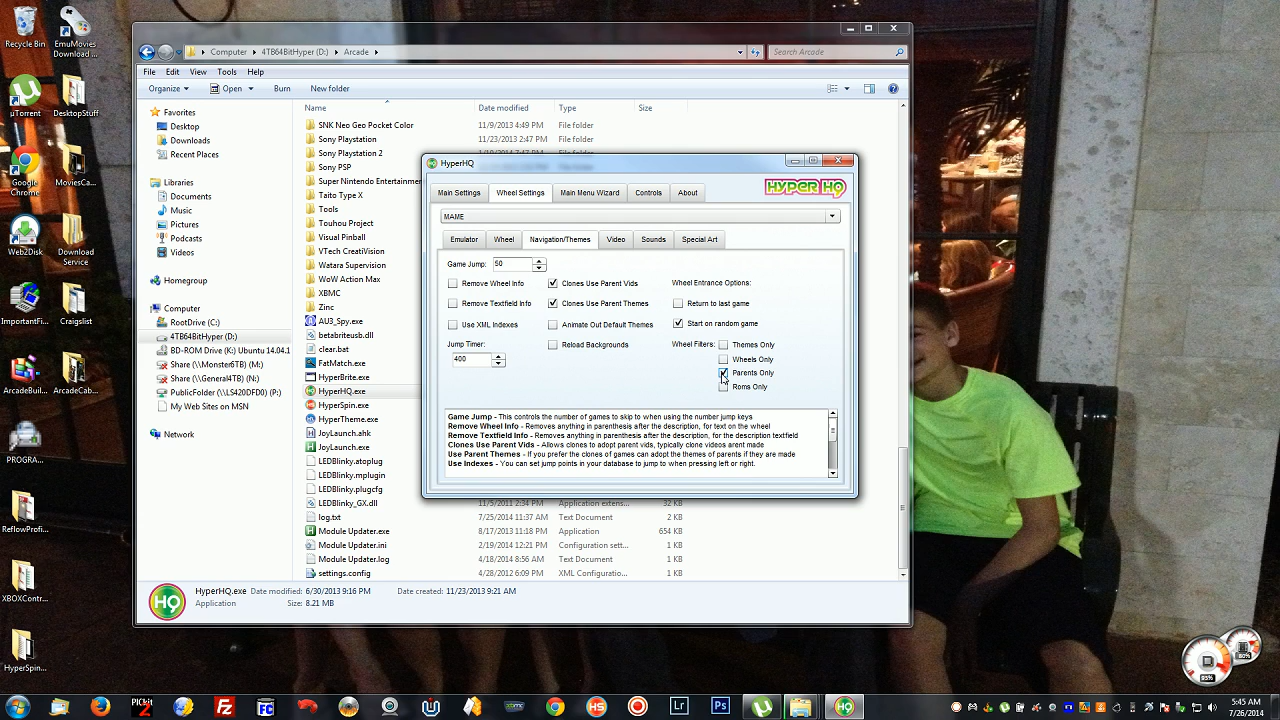 Recycle Bin
EmuMovies
Download ...
µTorrent
DesktopStuff
Google
Chrome
MoviesCa...
Web2Disk
Download
Service
ImportantFi...
Craigslist
ArcadeBuil...
ArcadeCab...
PROGRA...
ReflowProfi...
XBOXContr...
HyperSpin...
Computer
4TB64BitHyper (D:)
Arcade
Search Arcade
File Edit View Tools Help
Organize Open Burn New folder
Favorites
Desktop
Downloads
Recent Places
Libraries
Documents
Music
Pictures
Podcasts
Videos
Homegroup
Computer
RootDrive (C:)
4TB64BitHyper (D:)
BD-ROM Drive (K:) Ubuntu 14.04.1
Share (\\Monster6TB) (M:)
Share (\\General4TB) (N:)
PublicFolder (\\LS420DFD0) (P:)
My Web Sites on MSN
Network
Name Date modified Type Size
SNK Neo Geo Pocket Color 11/9/2013 4:49 PM File folder
Sony Playstation 11/23/2013 2:47 PM File folder
Sony Playstation 2
Sony PSP
Super Nintendo Entertainmen
Taito Type X
Tools
Touhou Project
Visual Pinball
VTech CreatiVision
Watara Supervision
WoW Action Max
XBMC
Zinc
AU3_Spy.exe
betabriteusb.dll
clear.bat
FatMatch.exe
HyperBrite.exe
HyperHQ.exe
HyperSpin.exe
HyperTheme.exe
JoyLaunch.ahk
JoyLaunch.exe
LEDBlinky.atoplug
LEDBlinky.mplugin
LEDBlinky.plugcfg
LEDBlinky_GX.dll 11/5/2011 2:34 PM Application extens... 32 KB
log.txt 7/25/2014 11:37 AM Text Document 2 KB
Module Updater.exe 8/17/2013 11:18 PM Application 654 KB
Module Updater.ini 2/19/2014 12:21 PM Configuration sett... 1 KB
Module Updater.log 4/18/2014 8:56 AM Text Document 1 KB
settings.config 4/28/2012 6:09 PM XML Configuratio... 1 KB
HyperHQ.exe Date modified: 6/30/2013 9:16 PM Date created: 11/23/2013 9:21 AM
Application Size: 8.21 MB
HQ
HyperHQ
Main Settings Wheel Settings Main Menu Wizard Controls About
HYPER HQ
MAME
Emulator Wheel Navigation/Themes Video Sounds Special Art
Game Jump: 50
Remove Wheel Info Clones Use Parent Vids Wheel Entrance Options:
Remove Textfield Info Clones Use Parent Themes Return to last game
Use XML Indexes Animate Out Default Themes Start on random game
Jump Timer: Reload Backgrounds Wheel Filters: Themes Only
400 Wheels Only
Parents Only
Roms Only
Game Jump - This controls the number of games to skip to when using the number jump keys
Remove Wheel Info - Removes anything in parenthesis after the description, for text on the wheel
Remove Textfield Info - Removes anything in parenthesis after the description, for the description textfield
Clones Use Parent Vids - Allows clones to adopt parent vids, typically clone videos arent made
Use Parent Themes - If you prefer the clones of games can adopt the themes of parents if they are made
Use Indexes - You can set jump points in your database to jump to when pressing left or right.
80%
93%
PICkit
2
FZ
FC
HS
Lr
Ps
HQ
5:45 AM
7/26/2014